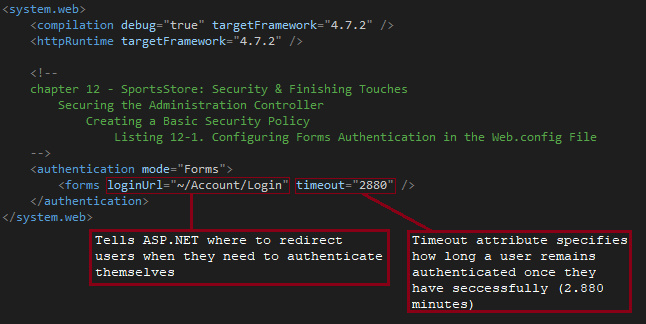 <system.web>
<compilation debug="true" targetFramework="4.7.2" />
<httpRuntime targetFramework="4.7.2" />
<!--
chapter 12 - SportsStore: Security & Finishing Touches
Securing the Administration Controller
Creating a Basic Security Policy
Listing 12-1. Configuring Forms Authentication in the Web.config File
-->
<authentication mode="Forms">
<forms loginUrl="~/Account/Login" timeout="2880" />
</authentication>
</system.web>
Tells ASP.NET where to redirect
users when they need to authenticate
themselves
Timeout attribute specifies
how long a user remains
authenticated once they
have seccessfully (2.880
minutes)